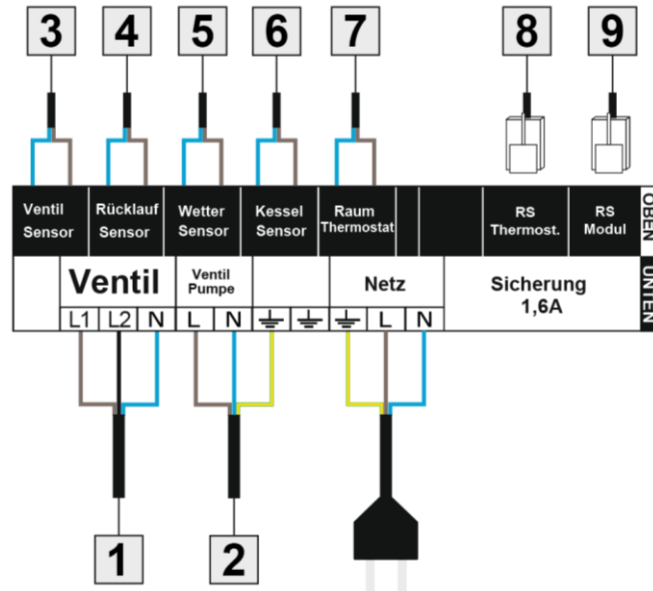 3 4 5 6 7 8 9
Ventil Sensor
Rücklauf Sensor
Wetter Sensor
Kessel Sensor
Raum Thermostat
RS Thermost.
RS Modul
OBEN
Ventil
Ventil Pumpe
Netz
Sicherung
1,6A
UNTEN
L1 L2 N L N L N
1 2